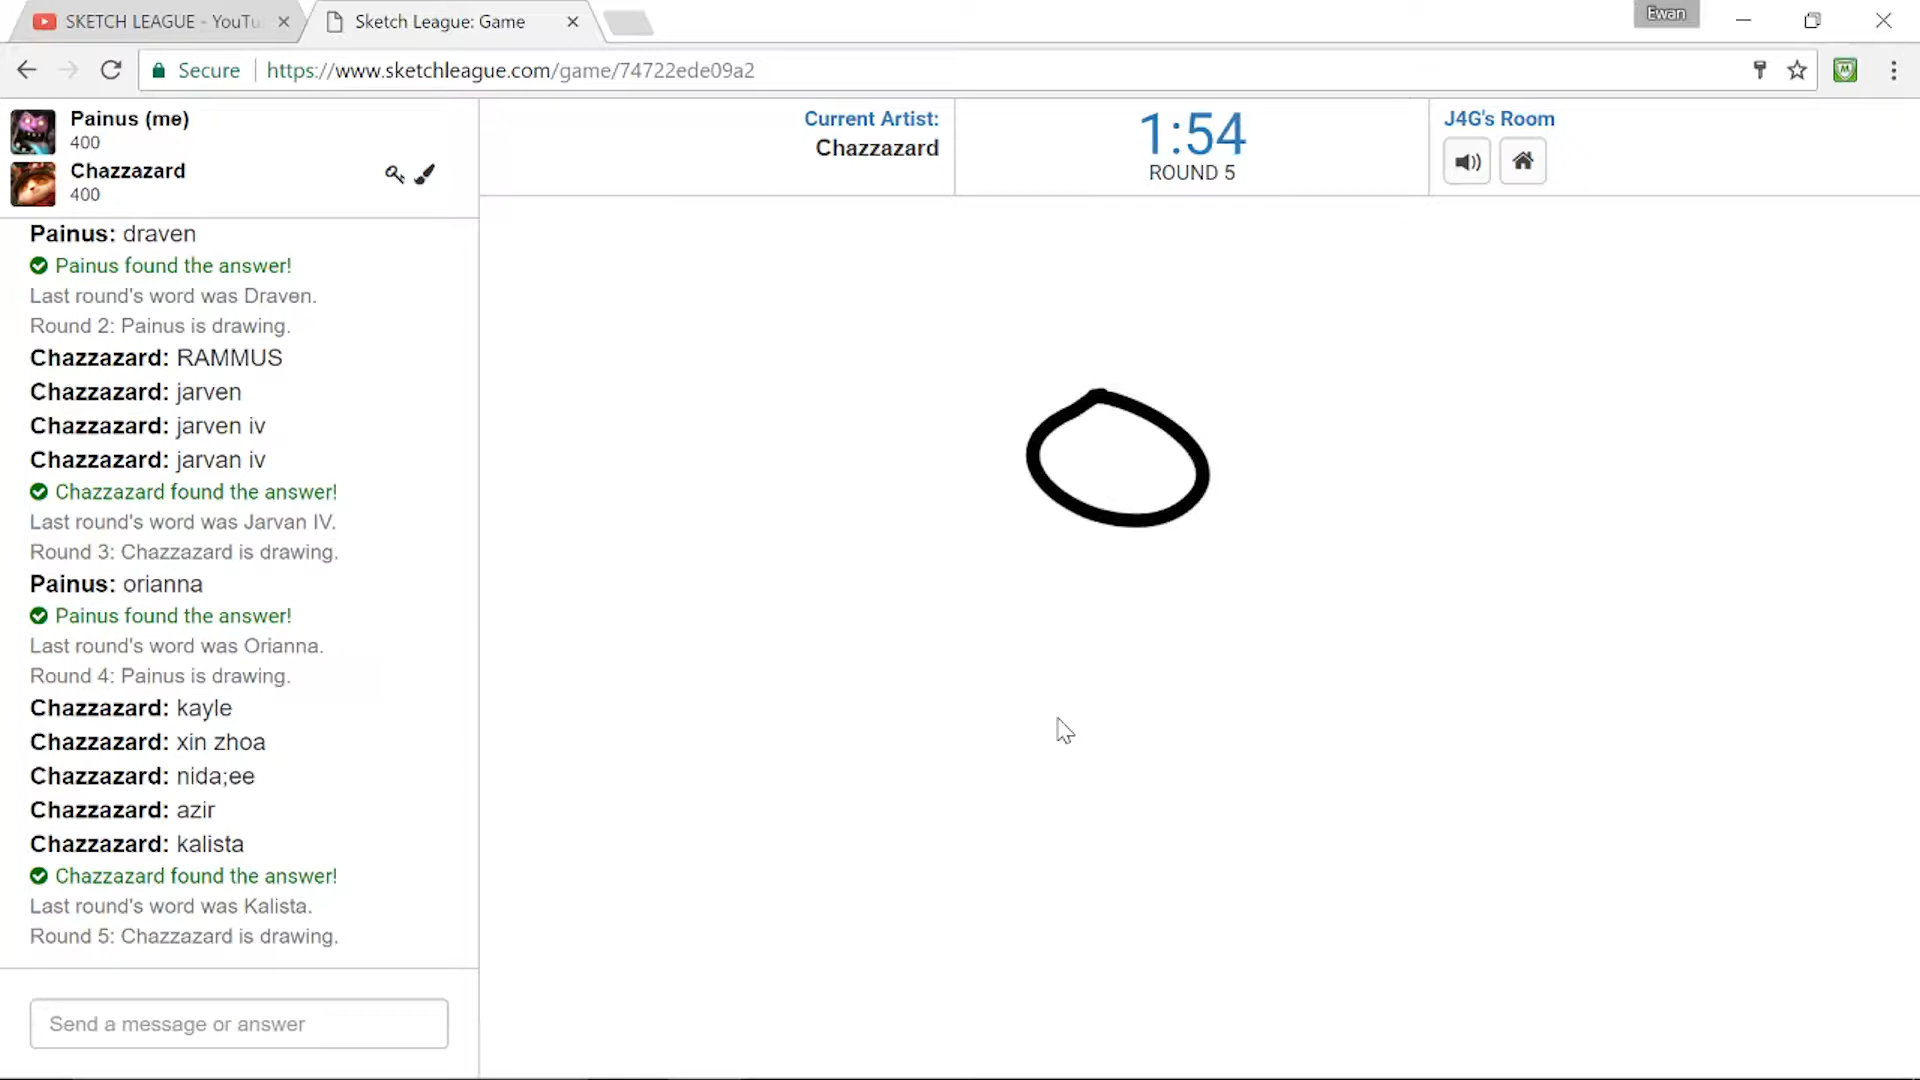 SKETCH LEAGUE - YouTu
Sketch League: Game
Ewan
Secure
https://www.sketchleague.com/game/74722ede09a2
Painus (me)
400
Chazzazard
400
Current Artist:
Chazzazard
1:54
ROUND 5
J4G's Room
Painus: draven
Painus found the answer!
Last round's word was Draven.
Round 2: Painus is drawing.
Chazzazard: RAMMUS
Chazzazard: jarven
Chazzazard: jarven iv
Chazzazard: jarvan iv
Chazzazard found the answer!
Last round's word was Jarvan IV.
Round 3: Chazzazard is drawing.
Painus: orianna
Painus found the answer!
Last round's word was Orianna.
Round 4: Painus is drawing.
Chazzazard: kayle
Chazzazard: xin zhoa
Chazzazard: nida;ee
Chazzazard: azir
Chazzazard: kalista
Chazzazard found the answer!
Last round's word was Kalista.
Round 5: Chazzazard is drawing.
Send a message or answer